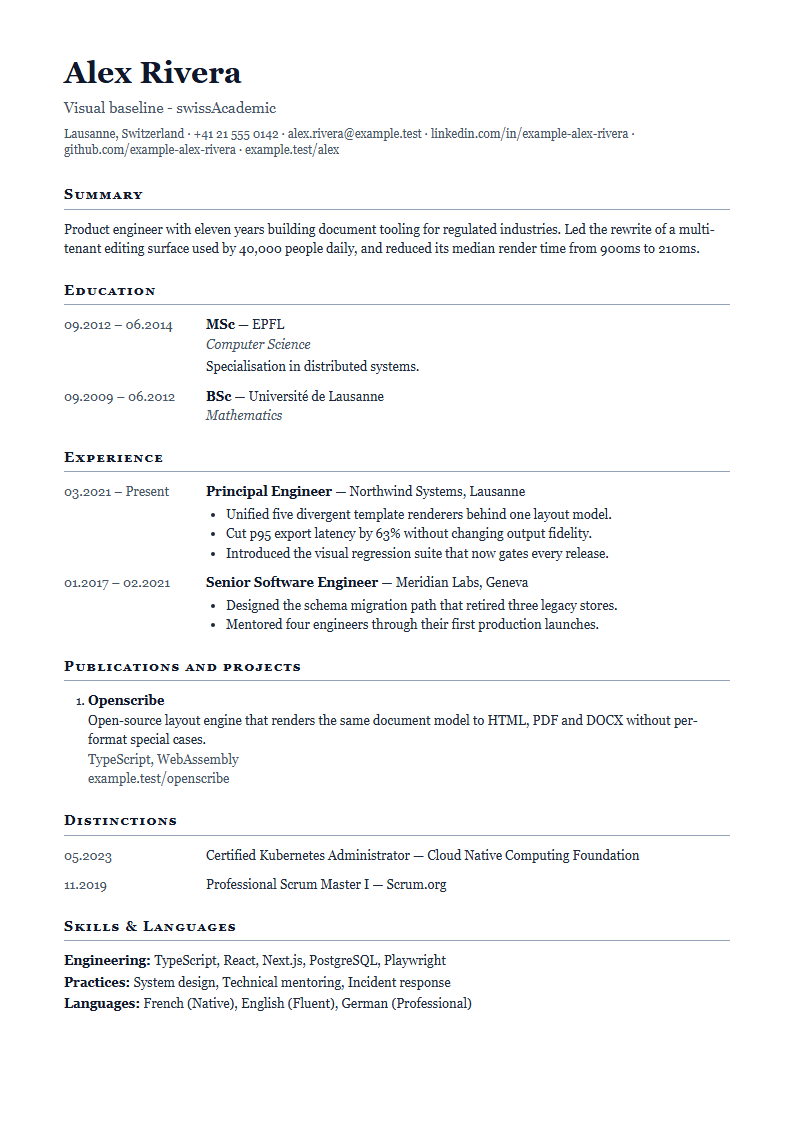 Alex Rivera
Visual baseline - swissAcademic
Lausanne, Switzerland · +41 21 555 0142 · alex.rivera@example.test · linkedin.com/in/example-alex-rivera ·
github.com/example-alex-rivera · example.test/alex
Summary
Product engineer with eleven years building document tooling for regulated industries. Led the rewrite of a multi-
tenant editing surface used by 40,000 people daily, and reduced its median render time from 900ms to 210ms.
Education
09.2012 – 06.2014 MSc — EPFL
Computer Science
Specialisation in distributed systems.
09.2009 – 06.2012 BSc — Université de Lausanne
Mathematics
Experience
03.2021 – Present Principal Engineer — Northwind Systems, Lausanne
• Unified five divergent template renderers behind one layout model.
• Cut p95 export latency by 63% without changing output fidelity.
• Introduced the visual regression suite that now gates every release.
01.2017 – 02.2021 Senior Software Engineer — Meridian Labs, Geneva
• Designed the schema migration path that retired three legacy stores.
• Mentored four engineers through their first production launches.
Publications and projects
1. Openscribe
Open-source layout engine that renders the same document model to HTML, PDF and DOCX without per-
format special cases.
TypeScript, WebAssembly
example.test/openscribe
Distinctions
05.2023 Certified Kubernetes Administrator — Cloud Native Computing Foundation
11.2019 Professional Scrum Master I — Scrum.org
Skills & Languages
Engineering: TypeScript, React, Next.js, PostgreSQL, Playwright
Practices: System design, Technical mentoring, Incident response
Languages: French (Native), English (Fluent), German (Professional)